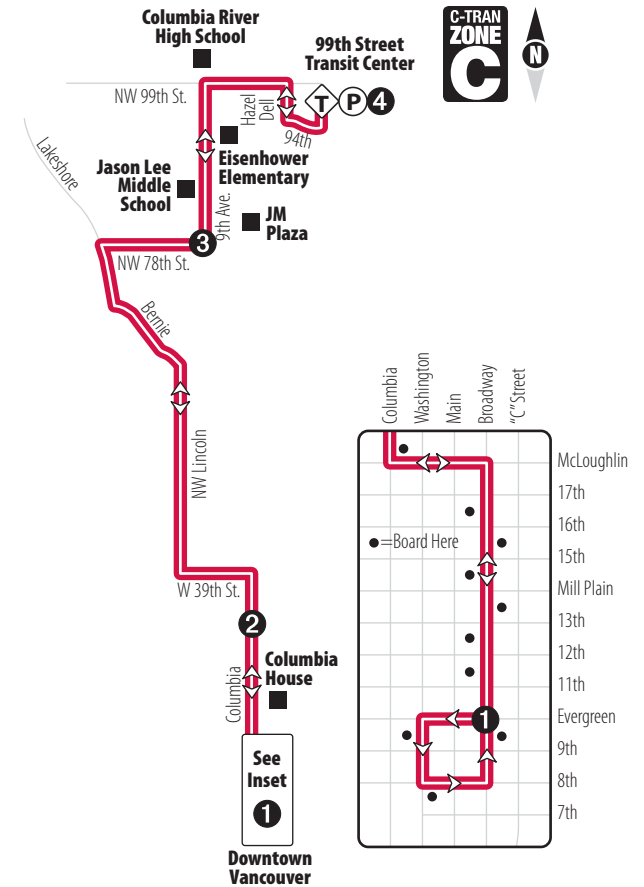 Columbia River
High School
99th Street
Transit Center
C-TRAN
ZONE
C
N
NW 99th St.
Hazel
Dell
T
P
4
94th
Lakeshore
Eisenhower
Elementary
Jason Lee
Middle
School
9th Ave.
JM
Plaza
3
NW 78th St.
Bernie
NW Lincoln
W 39th St.
2
Columbia
House
Columbia
See
Inset
1
Downtown
Vancouver
Columbia
Washington
Main
Broadway
"C" Street
McLoughlin
17th
16th
=Board Here
15th
Mill Plain
13th
12th
11th
Evergreen
1
9th
8th
7th